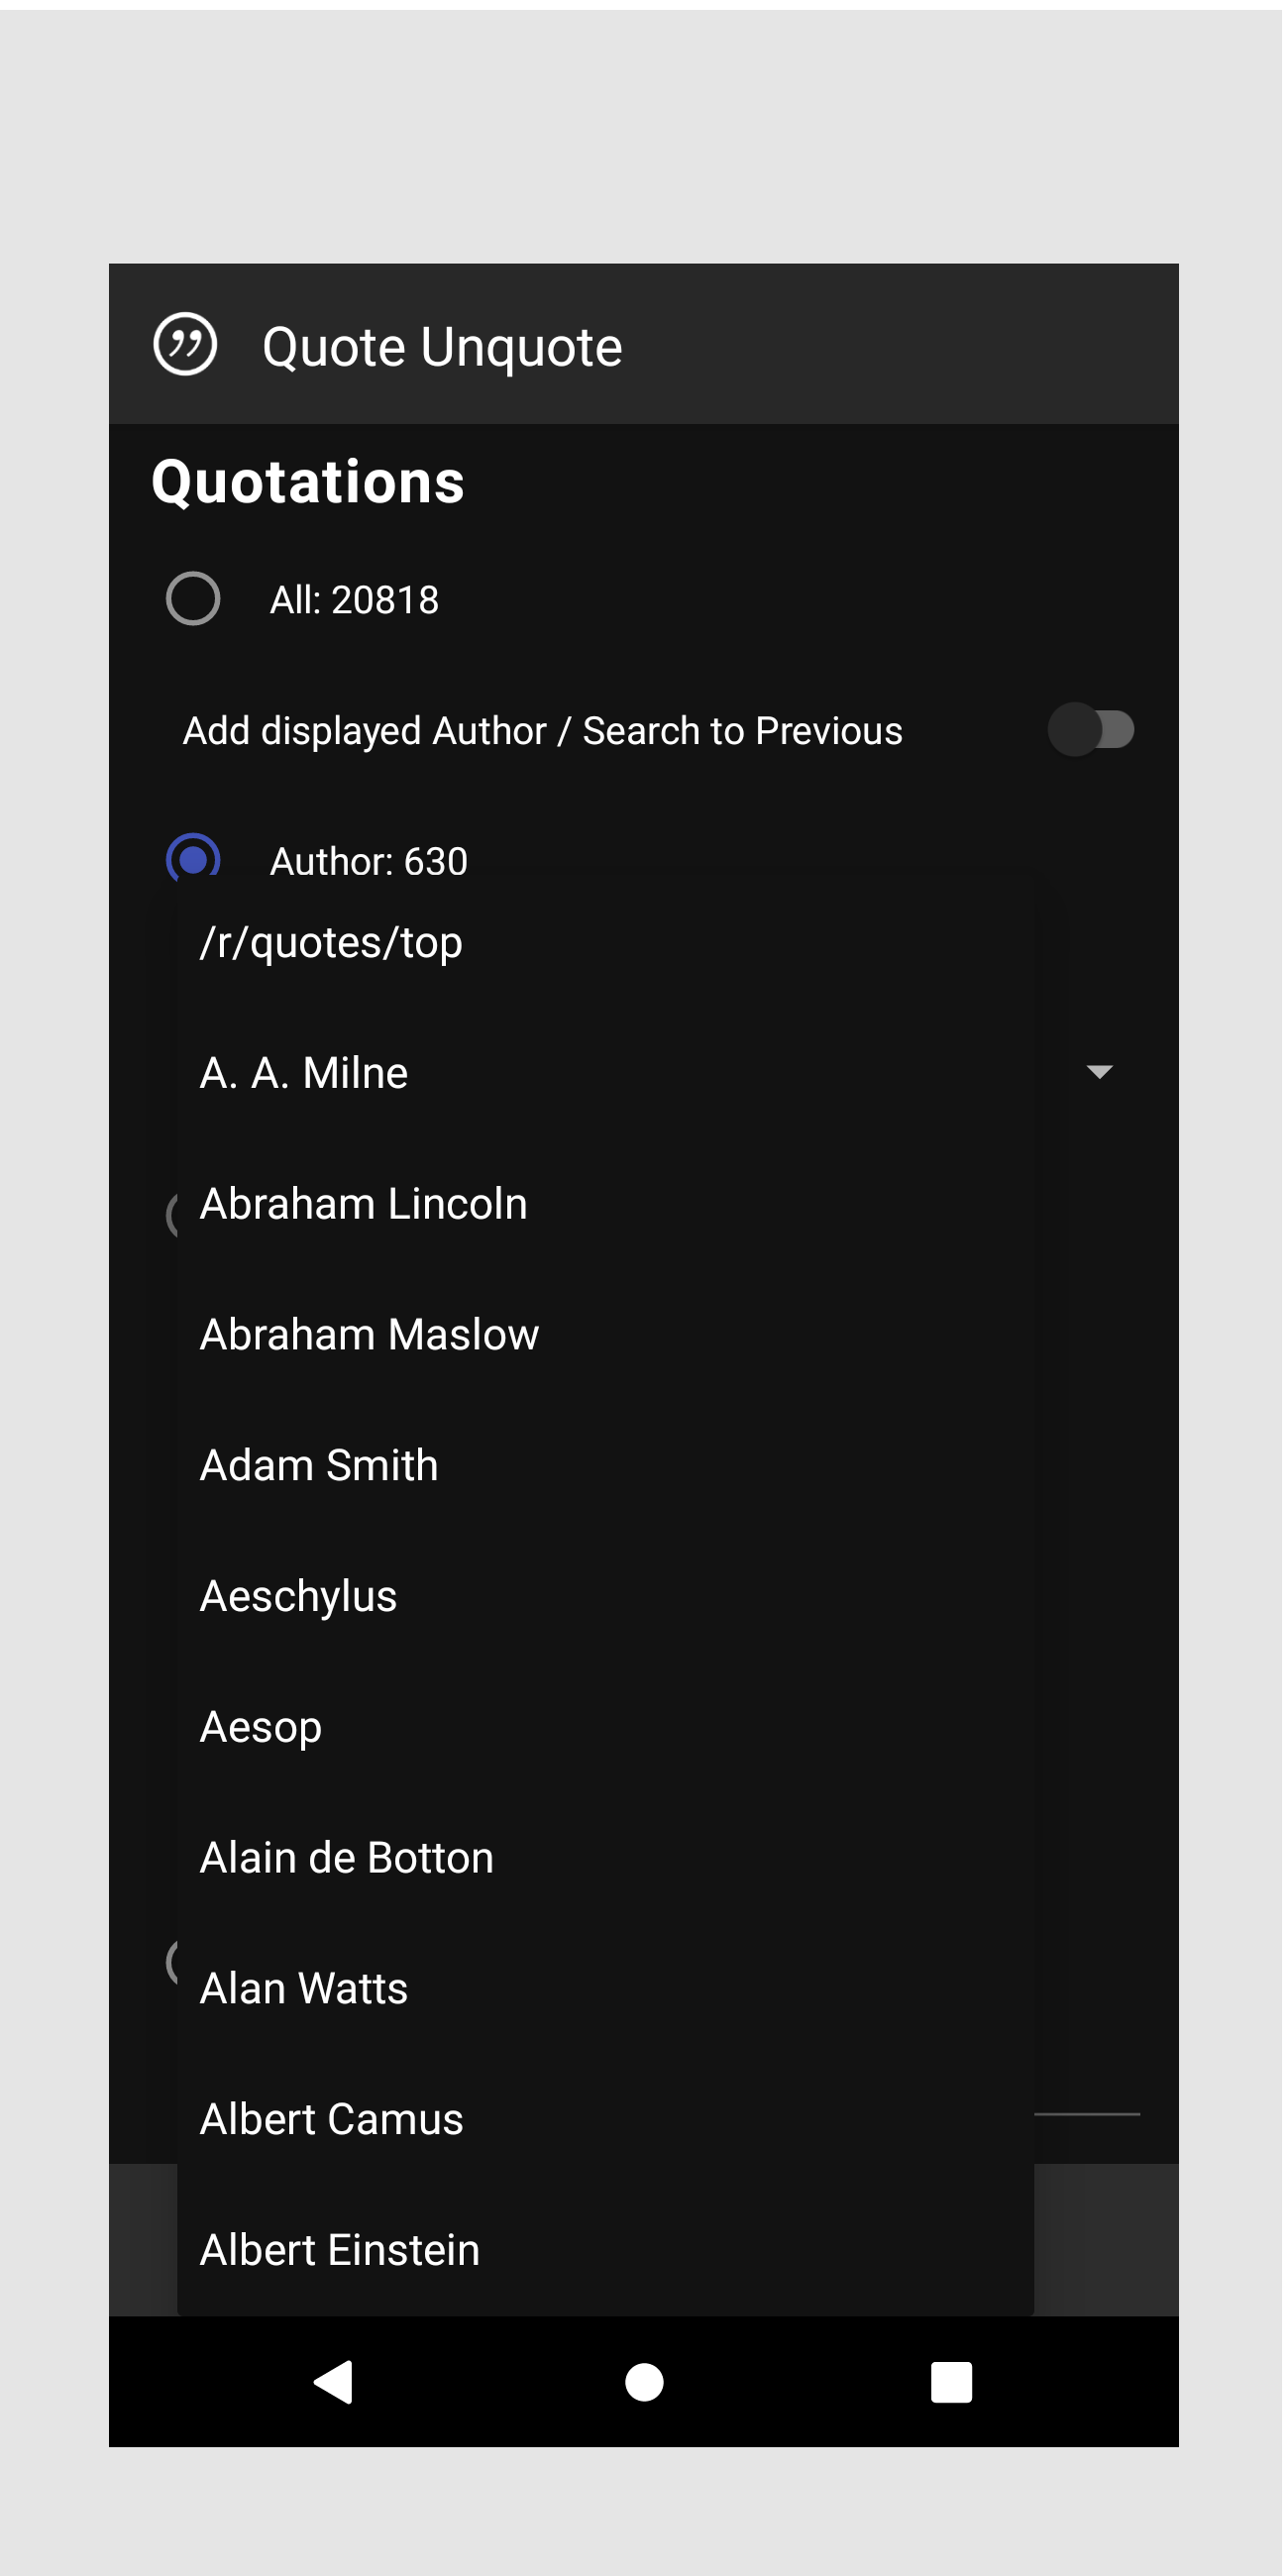 Quote Unquote
Quotations
All: 20818
Add displayed Author / Search to Previous
Author: 630
/r/quotes/top
A. A. Milne
Abraham Lincoln
Abraham Maslow
Adam Smith
Aeschylus
Aesop
Alain de Botton
Alan Watts
Albert Camus
Albert Einstein